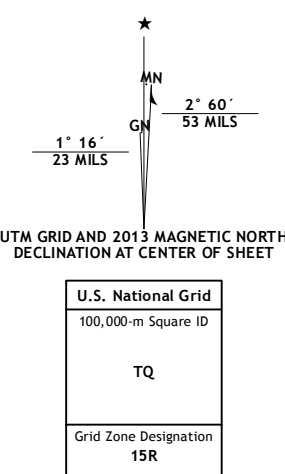 ★
MN
2° 60´
53 MILS
GN
1° 16´
23 MILS
UTM GRID AND 2013 MAGNETIC NORTH
DECLINATION AT CENTER OF SHEET
U.S. National Grid
100,000-m Square ID
TQ
Grid Zone Designation
15R